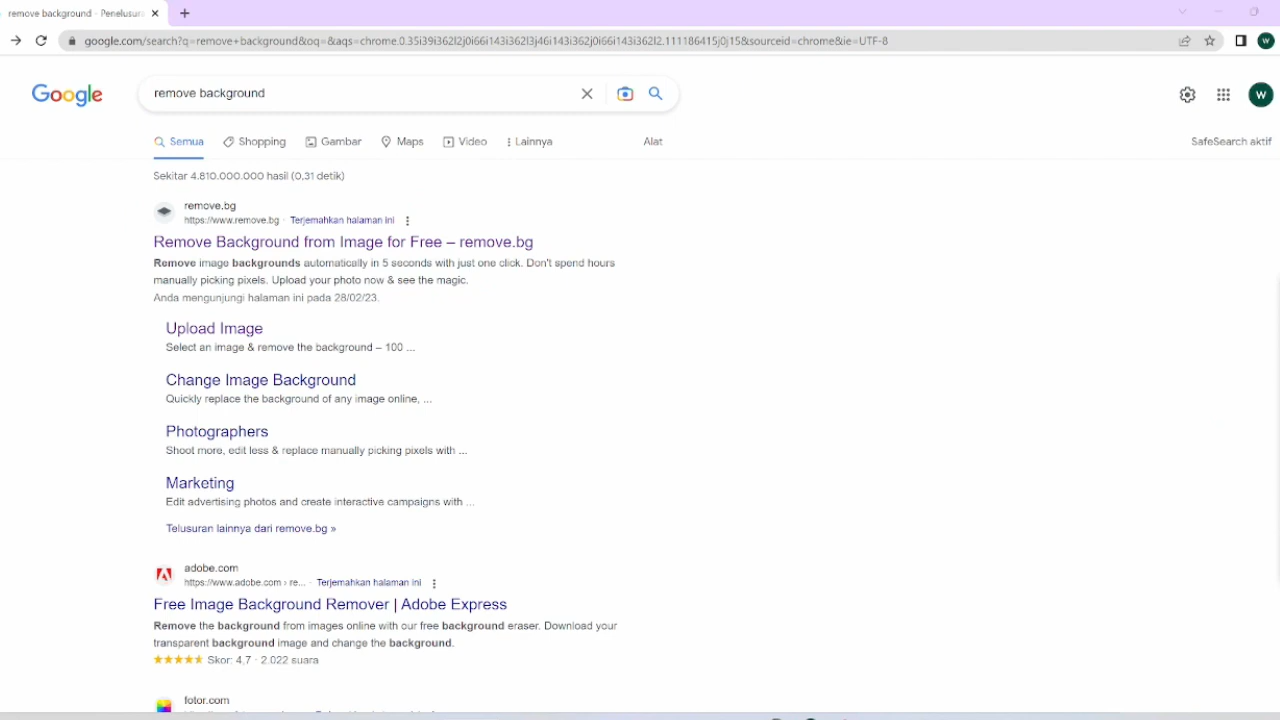 remove background - Penelusura
google.com/search?q=remove+background&oq=&aqs=chrome.0.35i39i362l2j0i66i143i362l3j46i143i362j0i66i143i362l2.111186415j0j15&sourceid=chrome&ie=UTF-8
W
Google
remove background
W
Semua Shopping Gambar Maps Video Lainnya Alat SafeSearch aktif
Sekitar 4.810.000.000 hasil (0,31 detik)
remove.bg
https://www.remove.bg · Terjemahkan halaman ini
Remove Background from Image for Free – remove.bg
Remove image backgrounds automatically in 5 seconds with just one click. Don't spend hours
manually picking pixels. Upload your photo now & see the magic.
Anda mengunjungi halaman ini pada 28/02/23.
Upload Image
Select an image & remove the background – 100 ...
Change Image Background
Quickly replace the background of any image online, ...
Photographers
Shoot more, edit less & replace manually picking pixels with ...
Marketing
Edit advertising photos and create interactive campaigns with ...
Telusuran lainnya dari remove.bg »
adobe.com
https://www.adobe.com › re... · Terjemahkan halaman ini
Free Image Background Remover | Adobe Express
Remove the background from images online with our free background eraser. Download your
transparent background image and change the background.
Skor: 4,7 · 2.022 suara
fotor.com